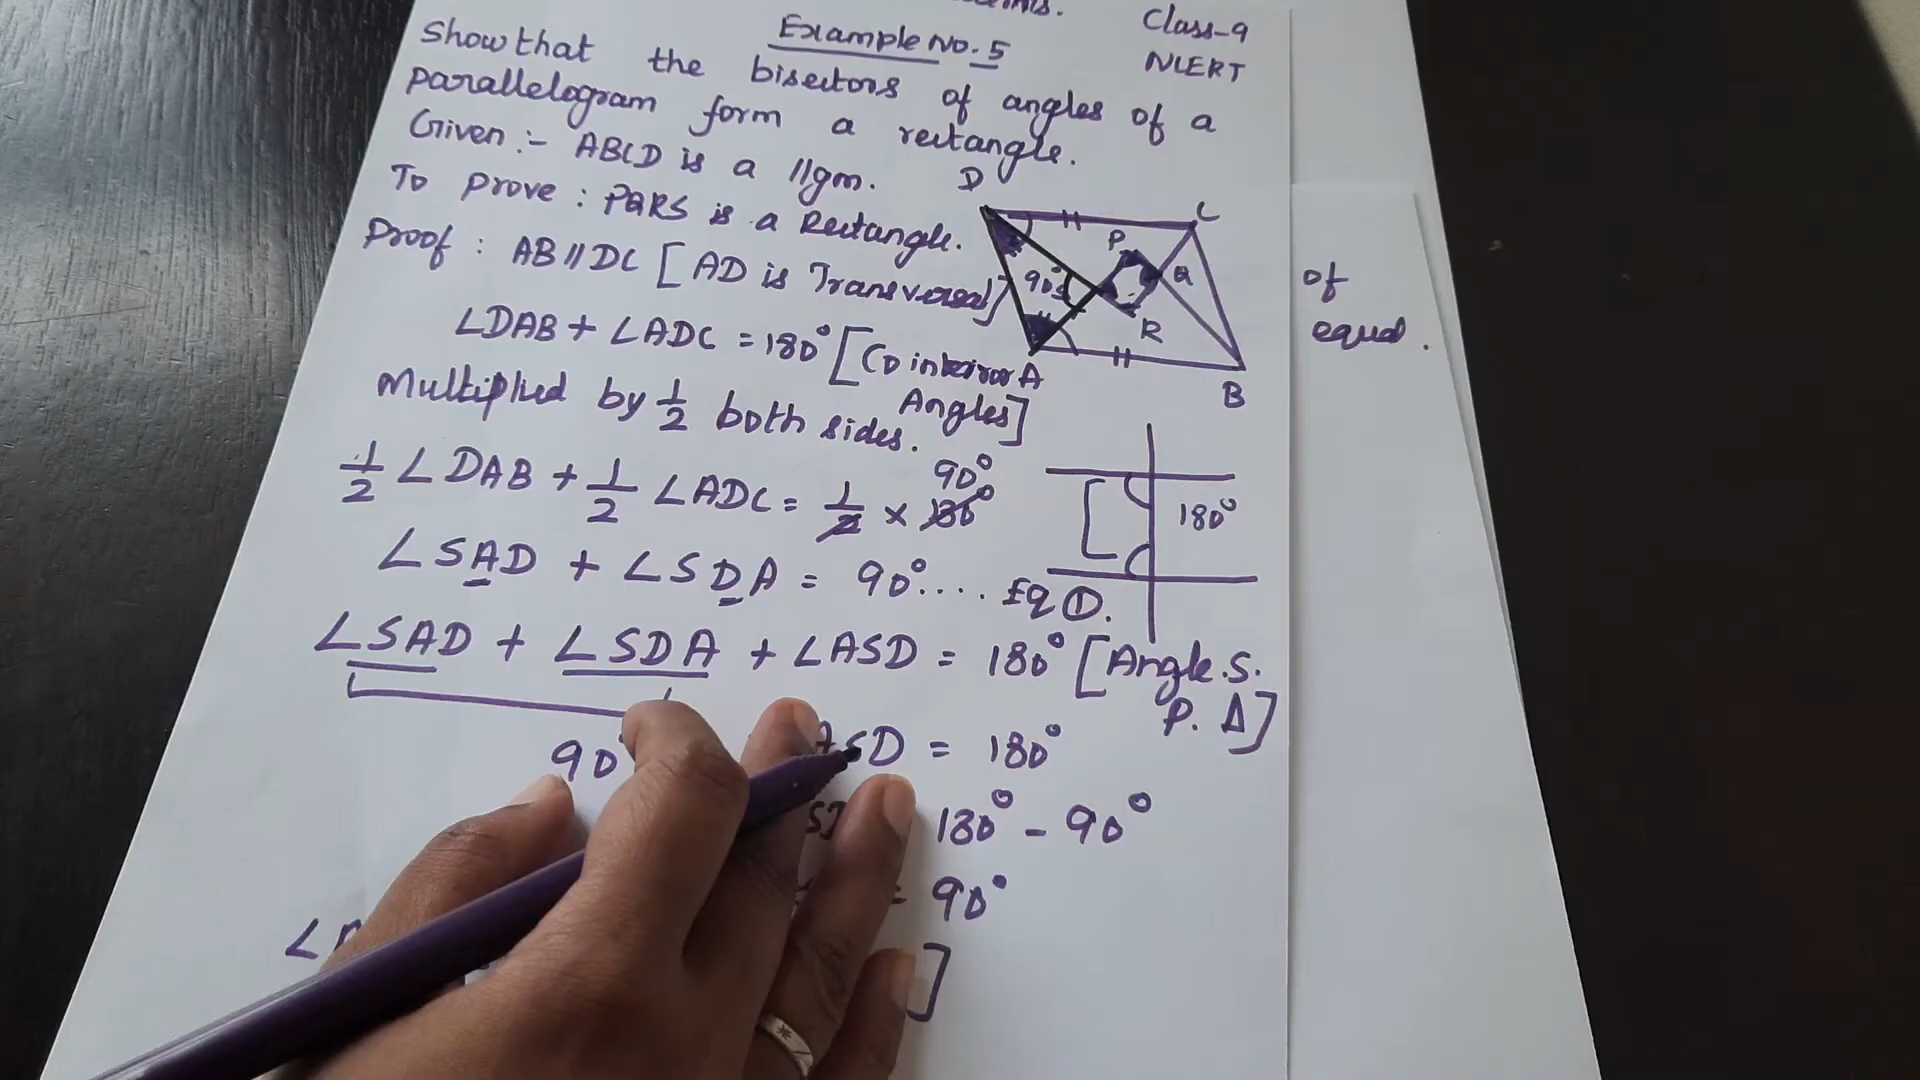 Class-9
Example No. 5
NCERT
Show that the bisectors of angles of a
parallelogram form a rectangle.
Given :- ABCD is a llgm.
To prove : PQRS is a Rectangle.
Proof : AB // DC [AD is Transversal]
∠DAB + ∠ADC = 180° [Co interior
Angles]
Multiplied by 1/2 both sides.
1/2 ∠DAB + 1/2 ∠ADC = 1/2 × 180°
90°
∠SAD + ∠SDA = 90° .... Eq ①.
∠SAD + ∠SDA + ∠ASD = 180° [Angle.S.
P. Δ]
90° ASD = 180°
180° - 90°
= 90°
∠
]
D
C
P
Q
90°
S
R
A
B
180°
of
equal.